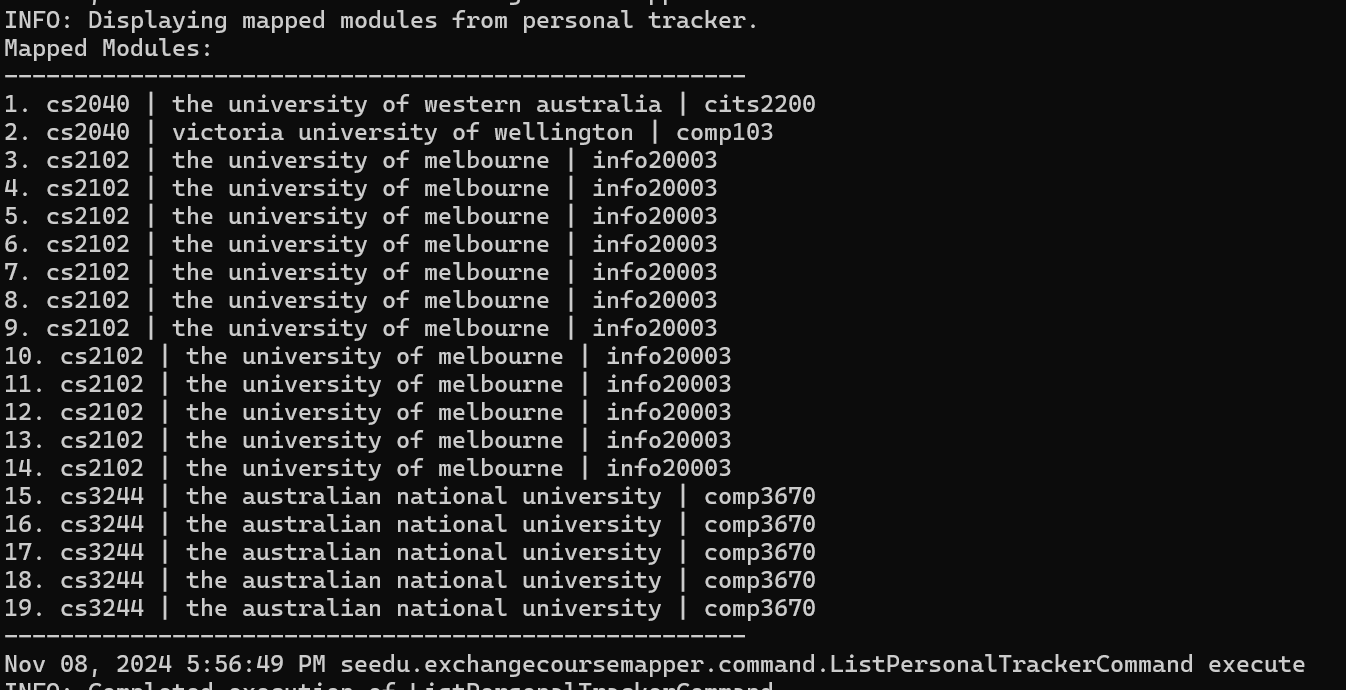 INFO: Displaying mapped modules from personal tracker.
Mapped Modules:
-----------------------------------------------------
1. cs2040 | the university of western australia | cits2200
2. cs2040 | victoria university of wellington | comp103
3. cs2102 | the university of melbourne | info20003
4. cs2102 | the university of melbourne | info20003
5. cs2102 | the university of melbourne | info20003
6. cs2102 | the university of melbourne | info20003
7. cs2102 | the university of melbourne | info20003
8. cs2102 | the university of melbourne | info20003
9. cs2102 | the university of melbourne | info20003
10. cs2102 | the university of melbourne | info20003
11. cs2102 | the university of melbourne | info20003
12. cs2102 | the university of melbourne | info20003
13. cs2102 | the university of melbourne | info20003
14. cs2102 | the university of melbourne | info20003
15. cs3244 | the australian national university | comp3670
16. cs3244 | the australian national university | comp3670
17. cs3244 | the australian national university | comp3670
18. cs3244 | the australian national university | comp3670
19. cs3244 | the australian national university | comp3670
-----------------------------------------------------
Nov 08, 2024 5:56:49 PM seedu.exchangecoursemapper.command.ListPersonalTrackerCommand execute
INFO: Completed execution of ListPersonalTrackerCommand